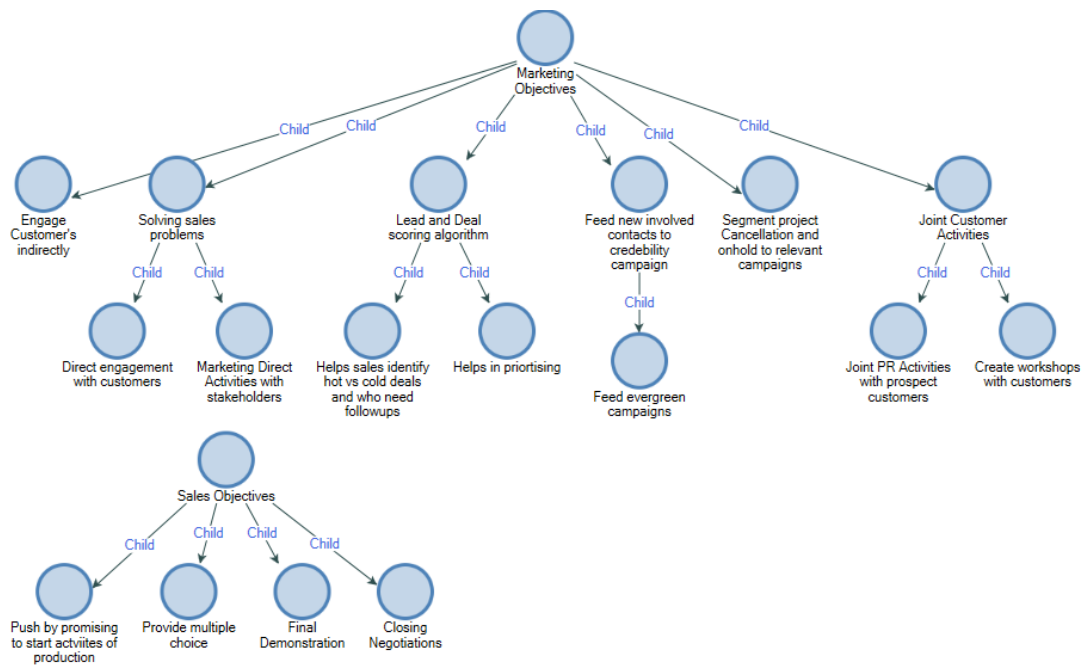 Marketing
Objectives
Child
Child
Child
Child
Child
Child
Engage
Customer's
indirectly
Solving sales
problems
Lead and Deal
scoring algorithm
Feed new involved
contacts to
credebility
campaign
Segment project
Cancellation and
onhold to relevant
campaigns
Joint Customer
Activities
Child
Child
Child
Child
Child
Child
Child
Direct engagement
with customers
Marketing Direct
Activities with
stakeholders
Helps sales identify
hot vs cold deals
and who need
followups
Helps in priortising
Feed evergreen
campaigns
Joint PR Activities
with prospect
customers
Create workshops
with customers
Sales Objectives
Child
Child
Child
Child
Push by promising
to start actviites of
production
Provide multiple
choice
Final
Demonstration
Closing
Negotiations